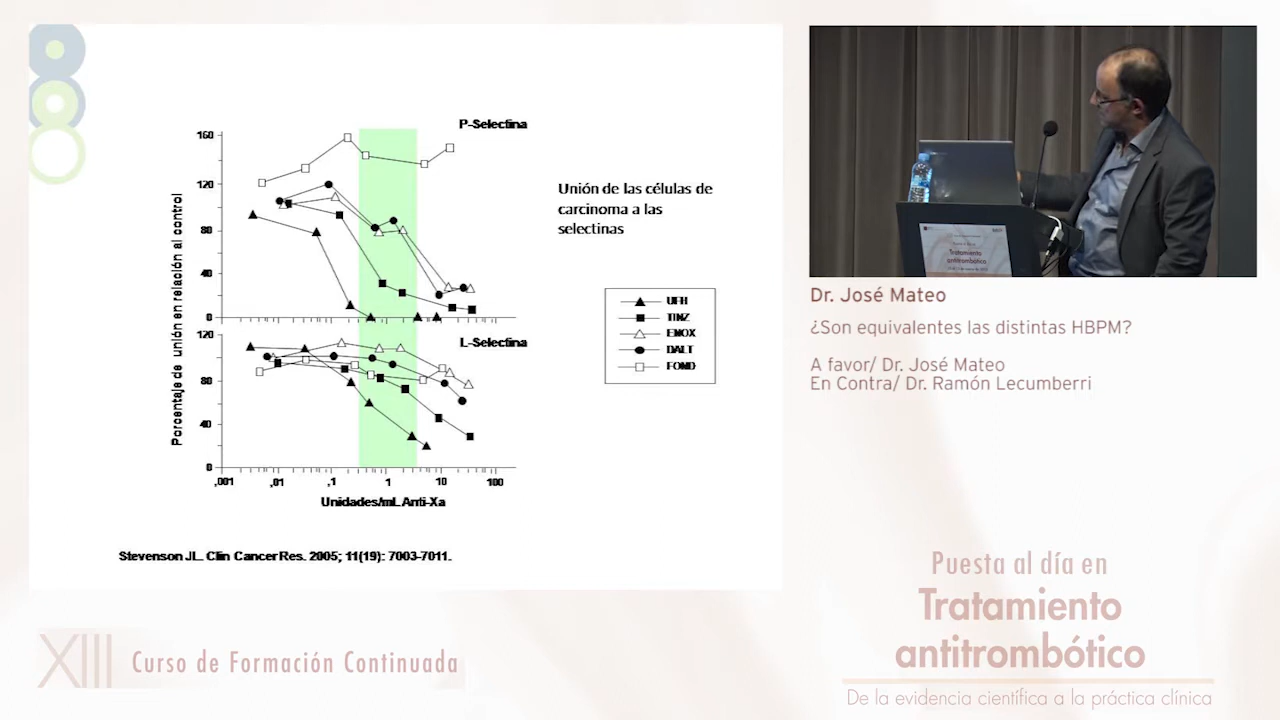 P-Selectina
160
120
80
40
0
L-Selectina
120
80
40
0
Porcentaje de unión en relación al control
,001
,01
,1
1
10
100
Unidades/mL Anti-Xa
Unión de las células de
carcinoma a las
selectinas
UFH
TINZ
ENOX
DALT
FOND
Stevenson JL. Clin Cancer Res. 2005; 11(19): 7003-7011.
Tratamiento
antitrombótico
Dr. José Mateo
¿Son equivalentes las distintas HBPM?
A favor/ Dr. José Mateo
En Contra/ Dr. Ramón Lecumberri
XIII Curso de Formación Continuada
Puesta al día en
Tratamiento
antitrombótico
De la evidencia científica a la práctica clínica